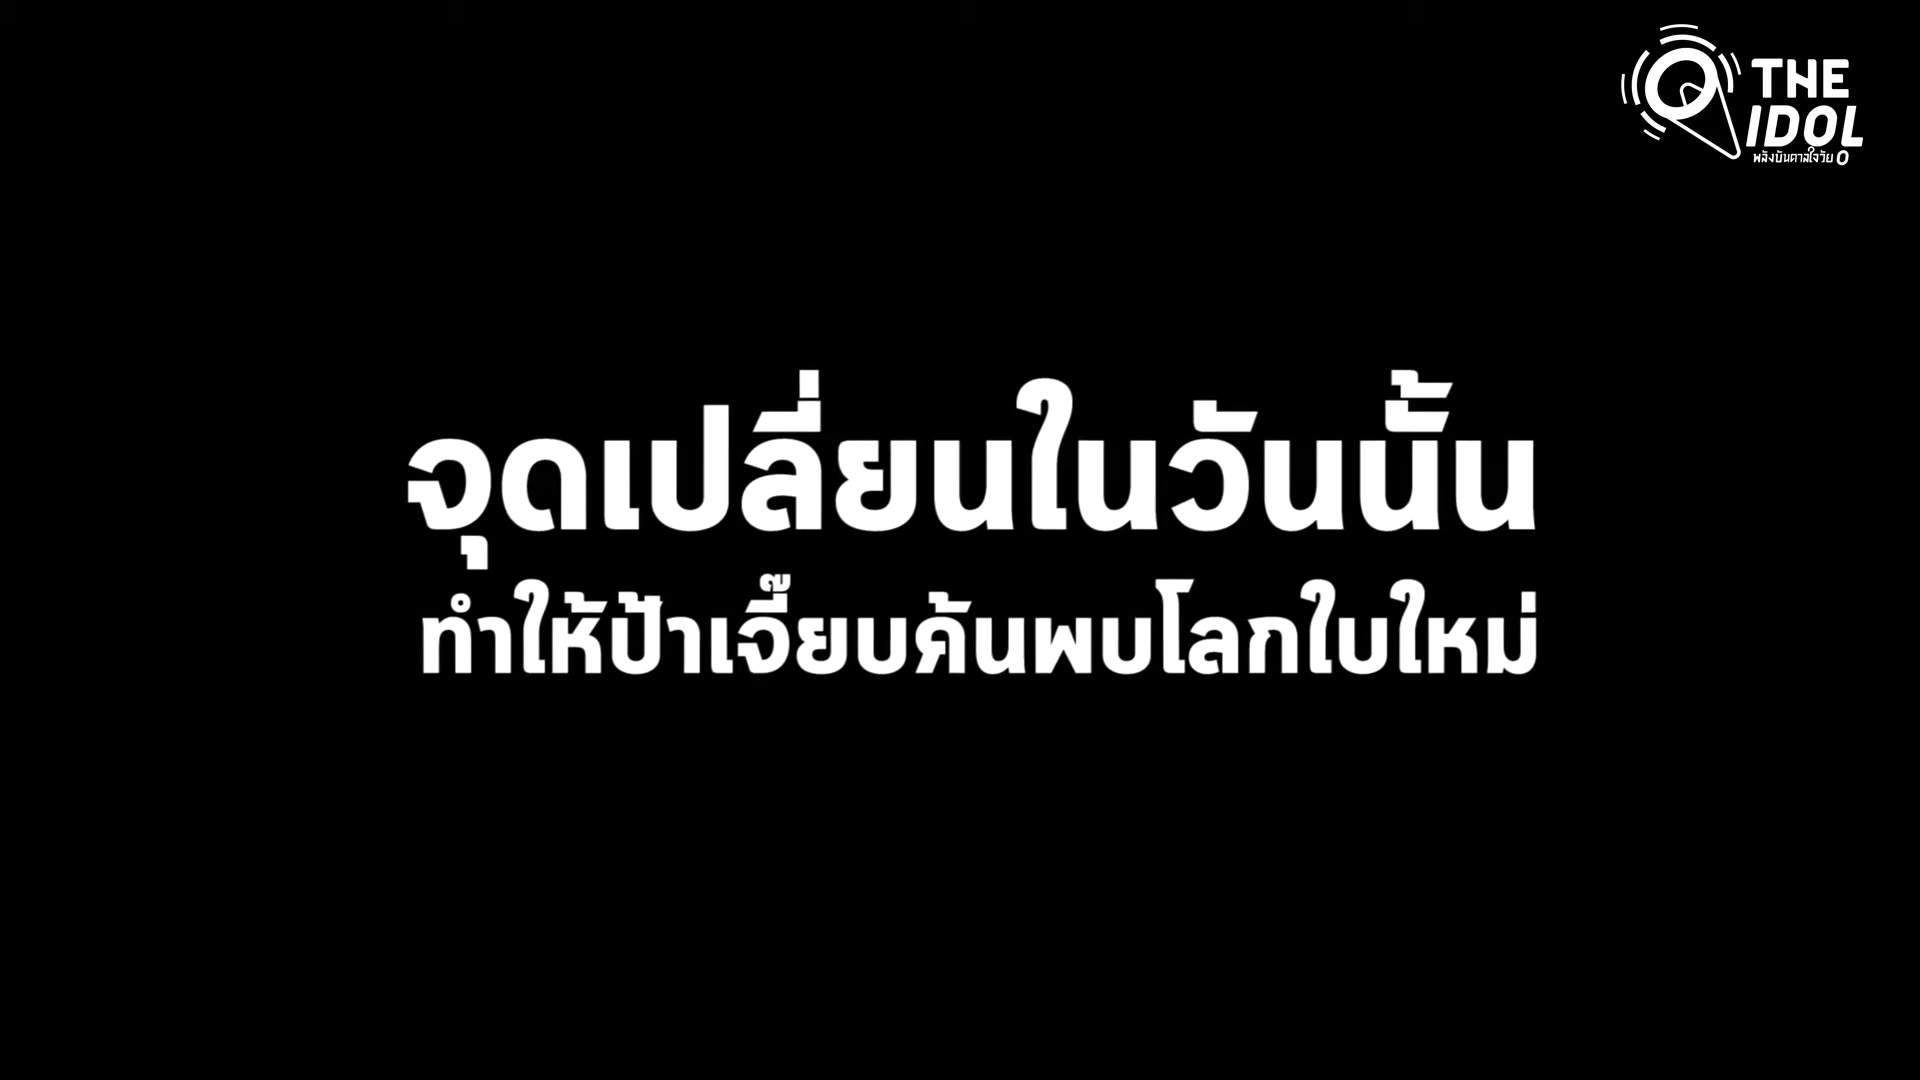 THE
IDOL
พลังบันดาลใจวัย O
จุดเปลี่ยนในวันนั้น
ทำให้ป้าเจี๊ยบค้นพบโลกใบใหม่